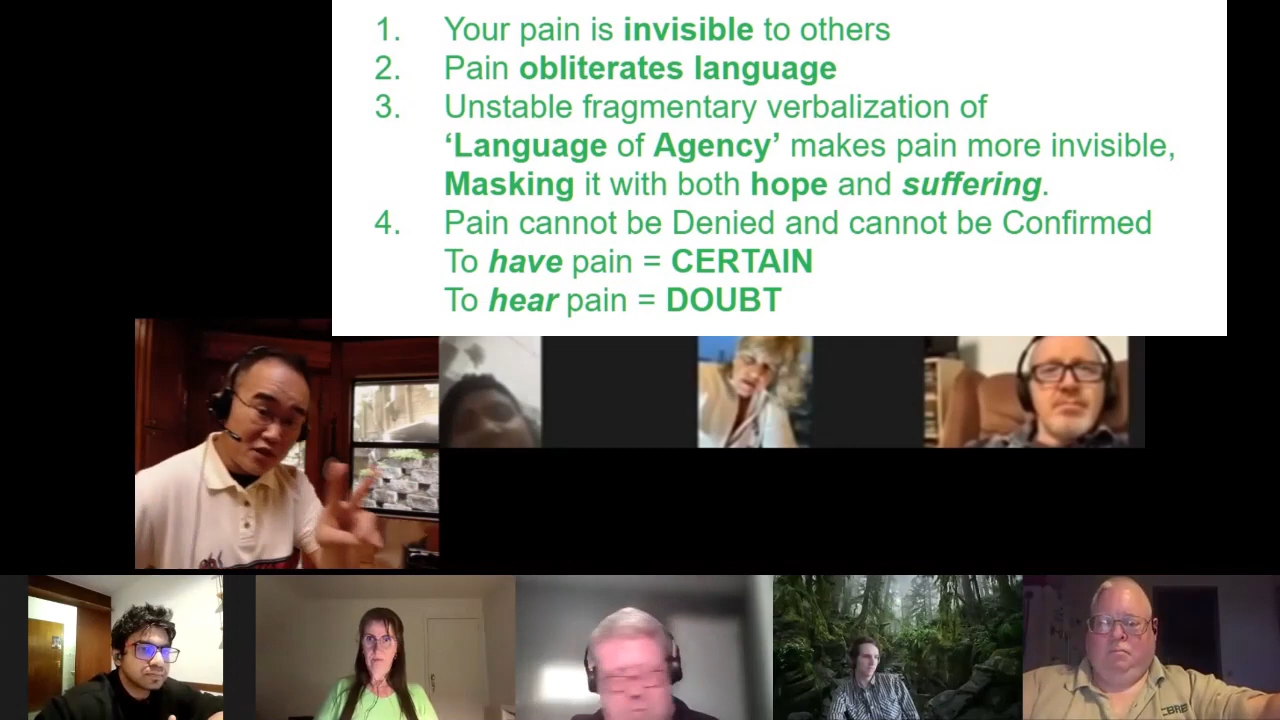 1. Your pain is invisible to others
2. Pain obliterates language
3. Unstable fragmentary verbalization of
‘Language of Agency’ makes pain more invisible,
Masking it with both hope and suffering.
4. Pain cannot be Denied and cannot be Confirmed
To have pain = CERTAIN
To hear pain = DOUBT